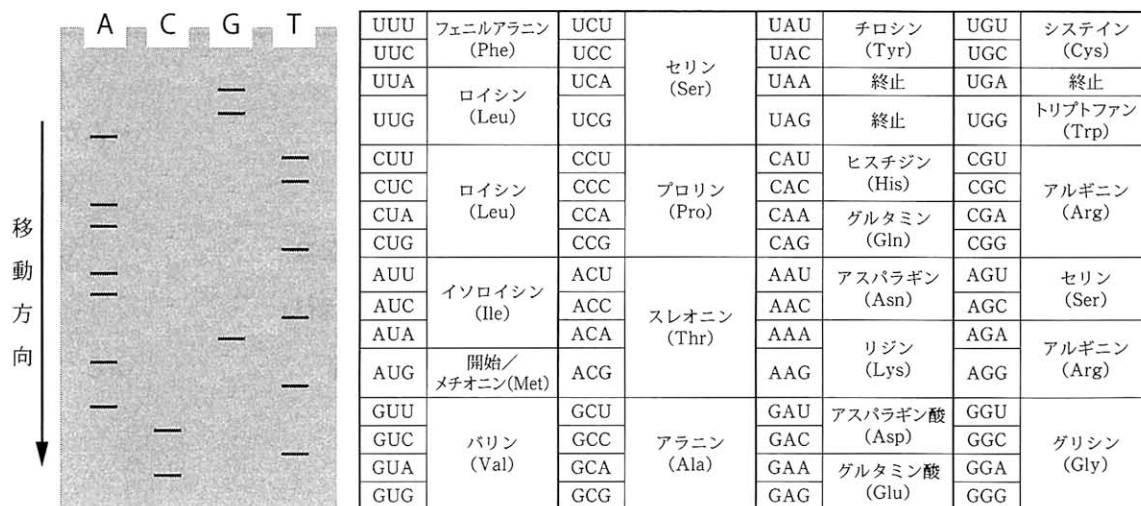 A C G T
移動方向
UUU フェニルアラニン UCU UAU チロシン UGU システイン
UUC (Phe) UCC セリン UAC (Tyr) UGC (Cys)
UUA ロイシン UCA (Ser) UAA 終止 UGA 終止
UUG (Leu) UCG UAG 終止 UGG トリプトファン
(Trp)
CUU CCU CAU ヒスチジン CGU
CUC ロイシン CCC プロリン CAC (His) CGC アルギニン
CUA (Leu) CCA (Pro) CAA グルタミン CGA (Arg)
CUG CCG CAG (Gln) CGG
AUU ACU AAU アスパラギン AGU セリン
AUC イソロイシン ACC スレオニン AAC (Asn) AGC (Ser)
AUA (Ile) ACA (Thr) AAA リジン AGA アルギニン
AUG 開始/ ACG AAG (Lys) AGG (Arg)
メチオニン(Met)
GUU GCU GAU アスパラギン酸 GGU
GUC バリン GCC アラニン GAC (Asp) GGC グリシン
GUA (Val) GCA (Ala) GAA グルタミン酸 GGA (Gly)
GUG GCG GAG (Glu) GGG